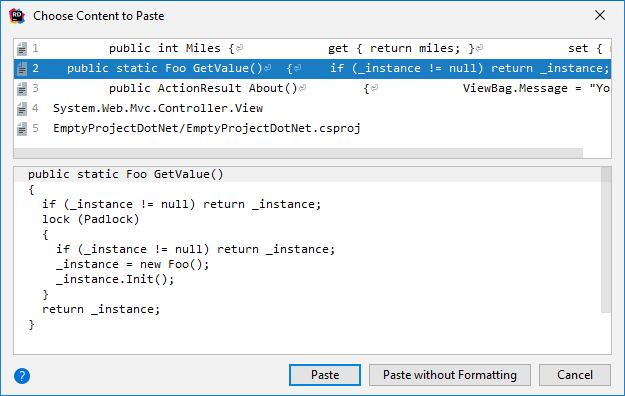 RD
Choose Content to Paste
1 public int Miles { get { return miles; } set {
2 public static Foo GetValue() { if (_instance != null) return _instance;
3 public ActionResult About() { ViewBag.Message = "Yo
4 System.Web.Mvc.Controller.View
5 EmptyProjectDotNet/EmptyProjectDotNet.csproj
public static Foo GetValue()
{
  if (_instance != null) return _instance;
  lock (Padlock)
  {
    if (_instance != null) return _instance;
    _instance = new Foo();
    _instance.Init();
  }
  return _instance;
}
? Paste Paste without Formatting Cancel